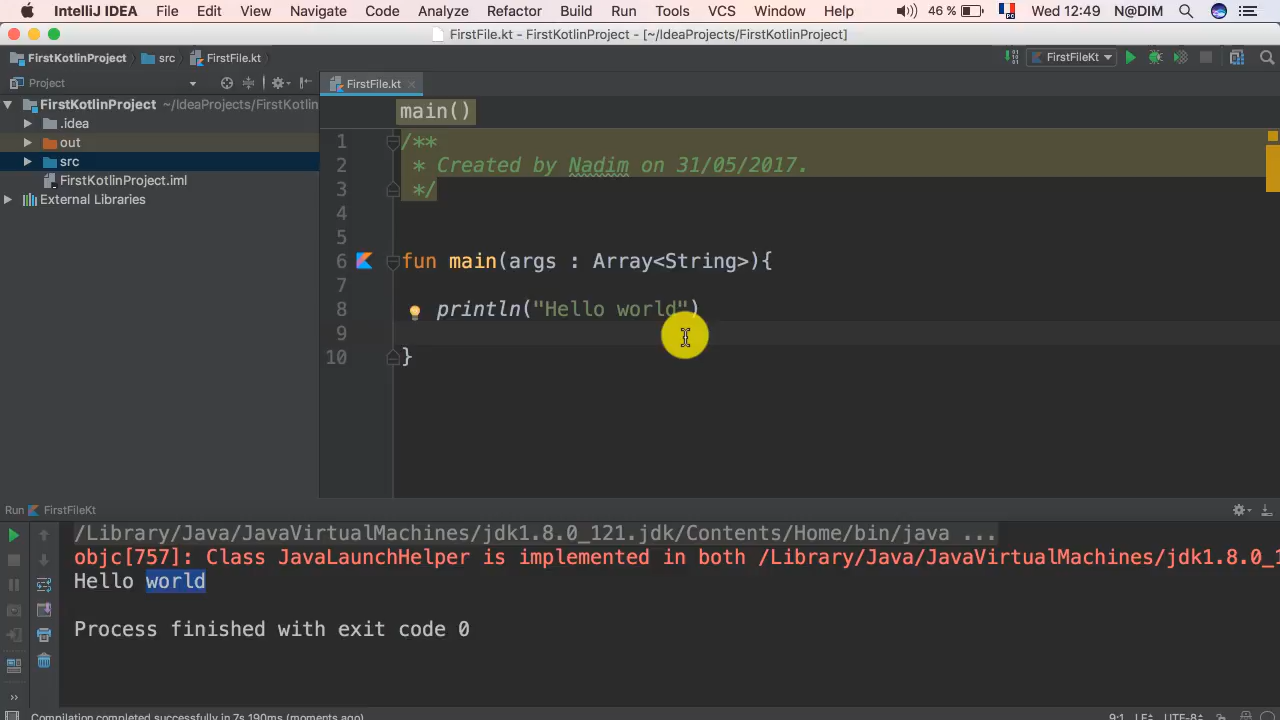 IntelliJ IDEA File Edit View Navigate Code Analyze Refactor Build Run Tools VCS Window Help 46 % Wed 12:49 N@DIM
FirstFile.kt - FirstKotlinProject - [~/IdeaProjects/FirstKotlinProject]
FirstKotlinProject src FirstFile.kt FirstFileKt
Project FirstFile.kt
FirstKotlinProject ~/IdeaProjects/FirstKotlin
.idea
out
src
FirstKotlinProject.iml
External Libraries
main()
1 /**
2 * Created by Nadim on 31/05/2017.
3 */
4
5
6 fun main(args : Array<String>){
7
8 println("Hello world")
9
10 }
Run FirstFileKt
/Library/Java/JavaVirtualMachines/jdk1.8.0_121.jdk/Contents/Home/bin/java ...
objc[757]: Class JavaLaunchHelper is implemented in both /Library/Java/JavaVirtualMachines/jdk1.8.0_1
Hello world
Process finished with exit code 0
Compilation completed successfully in 7s 190ms (moments ago) 9:1 LF÷ UTF-8÷